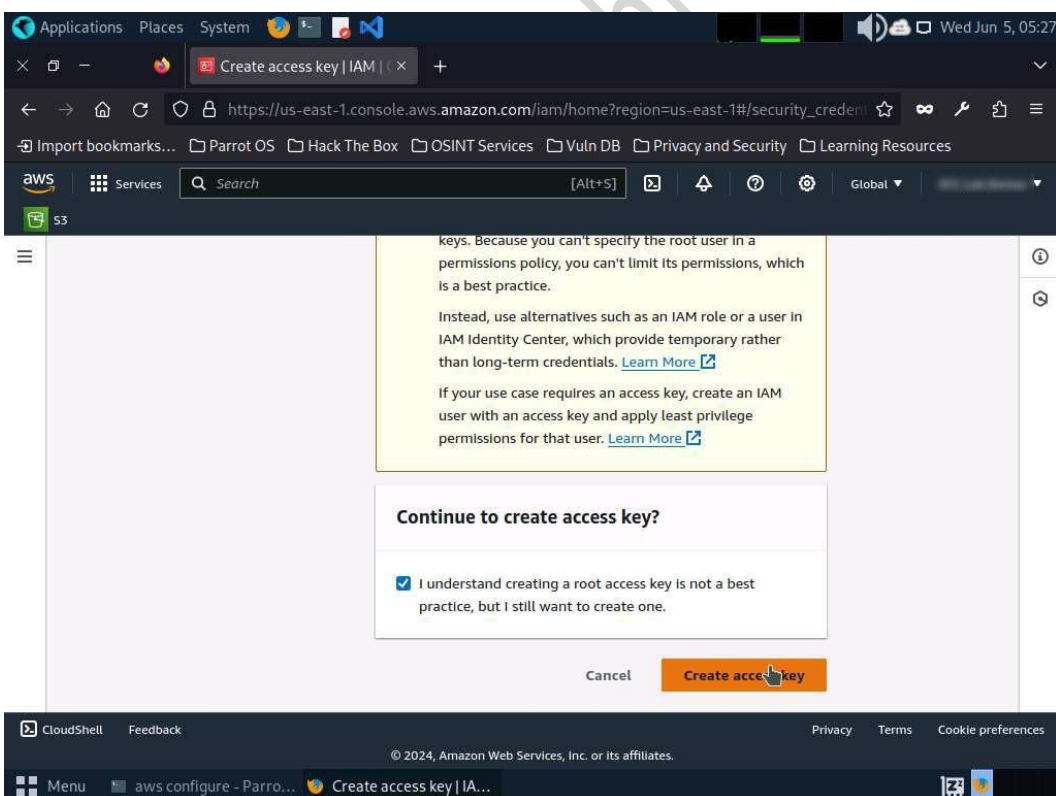 Applications Places System Wed Jun 5, 05:27
Create access key | IAM | (
https://us-east-1.console.aws.amazon.com/iam/home?region=us-east-1#/security_creden
Import bookmarks... Parrot OS Hack The Box OSINT Services Vuln DB Privacy and Security Learning Resources
aws Services Search [Alt+S] Global
S3
keys. Because you can't specify the root user in a
permissions policy, you can't limit its permissions, which
is a best practice.
Instead, use alternatives such as an IAM role or a user in
IAM Identity Center, which provide temporary rather
than long-term credentials. Learn More
If your use case requires an access key, create an IAM
user with an access key and apply least privilege
permissions for that user. Learn More
Continue to create access key?
I understand creating a root access key is not a best
practice, but I still want to create one.
Cancel Create access key
CloudShell Feedback Privacy Terms Cookie preferences
© 2024, Amazon Web Services, Inc. or its affiliates.
Menu aws configure - Parro... Create access key | IA...